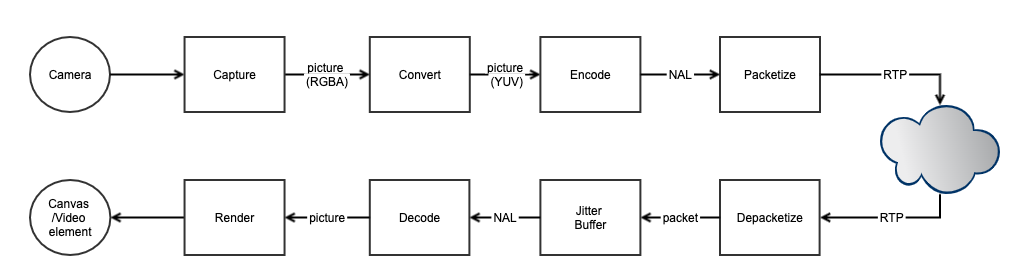 Camera
Capture
picture
(RGBA)
Convert
picture
(YUV)
Encode
NAL
Packetize
RTP
Canvas
/Video
element
Render
picture
Decode
NAL
Jitter
Buffer
packet
Depacketize
RTP